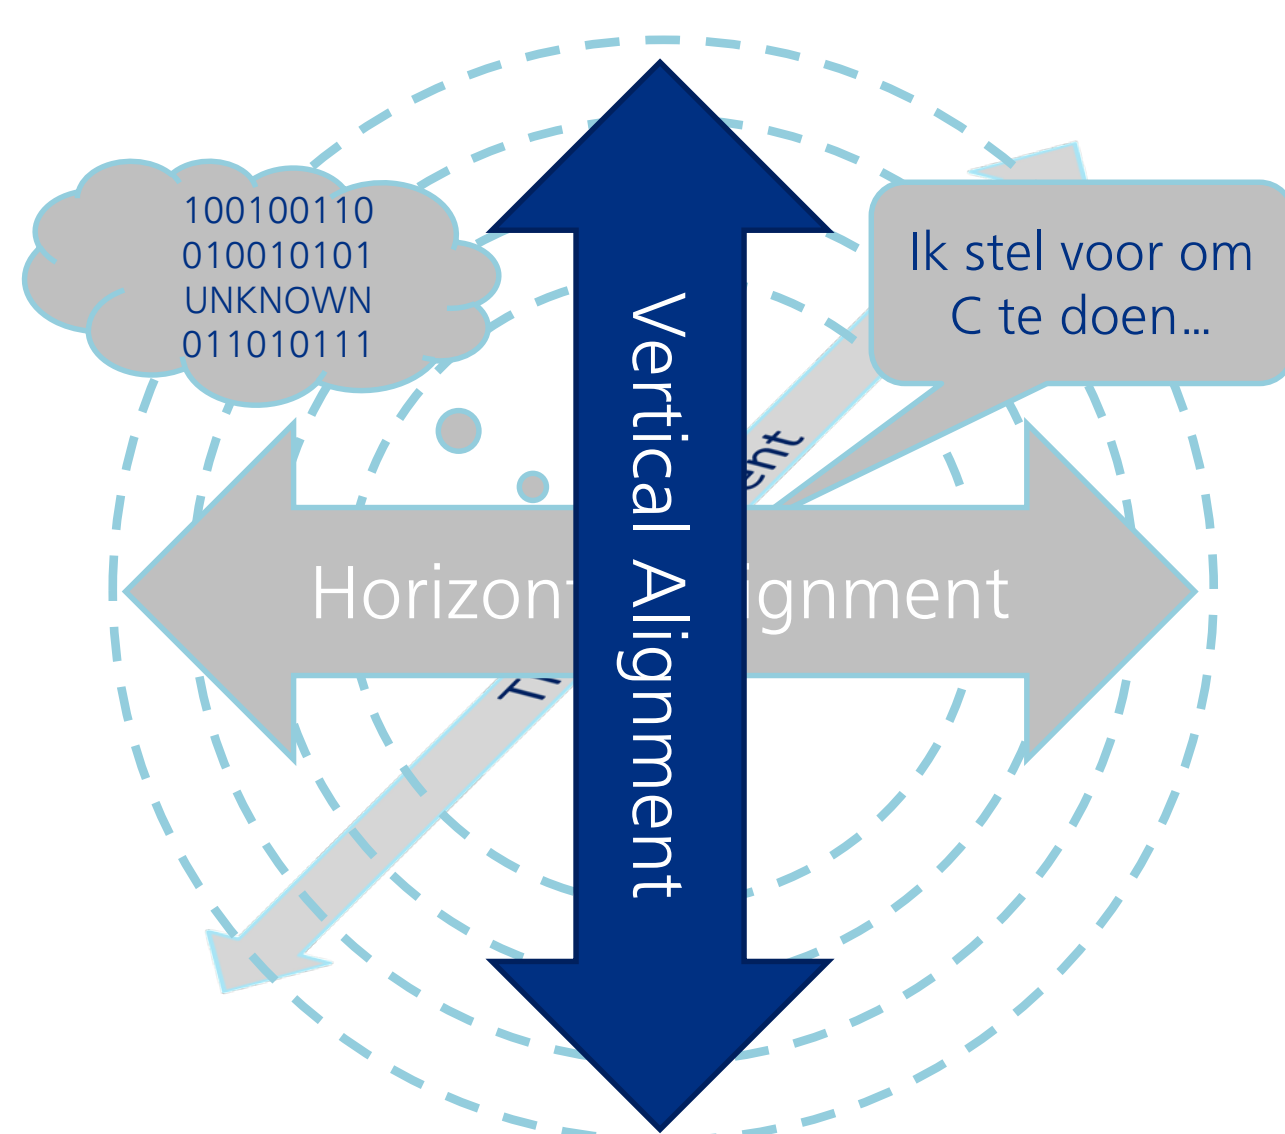 100100110
010010101
UNKNOWN
011010111
Ik stel voor om
C te doen...
Vertical Alignment